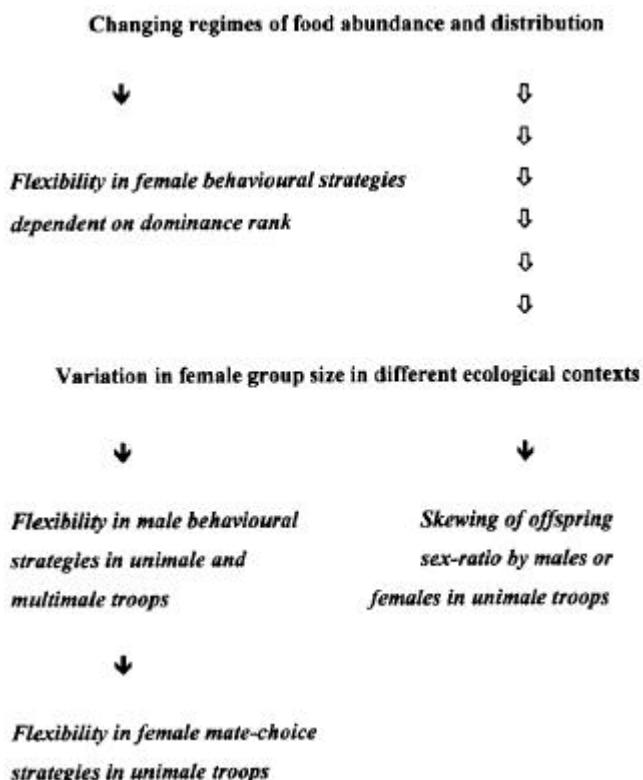 Changing regimes of food abundance and distribution
Flexibility in female behavioural strategies
dependent on dominance rank
Variation in female group size in different ecological contexts
Flexibility in male behavioural
strategies in unimale and
multimale troops
Skewing of offspring
sex-ratio by males or
females in unimale troops
Flexibility in female mate-choice
strategies in unimale troops